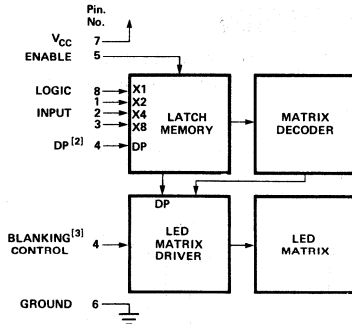 Pin.
No.
VCC 7
ENABLE 5
LOGIC 8 X1
1 X2
INPUT 2 X4
3 X8
DP [2] 4 DP
LATCH
MEMORY
MATRIX
DECODER
DP
BLANKING[3]
CONTROL 4
LED
MATRIX
DRIVER
LED
MATRIX
GROUND 6